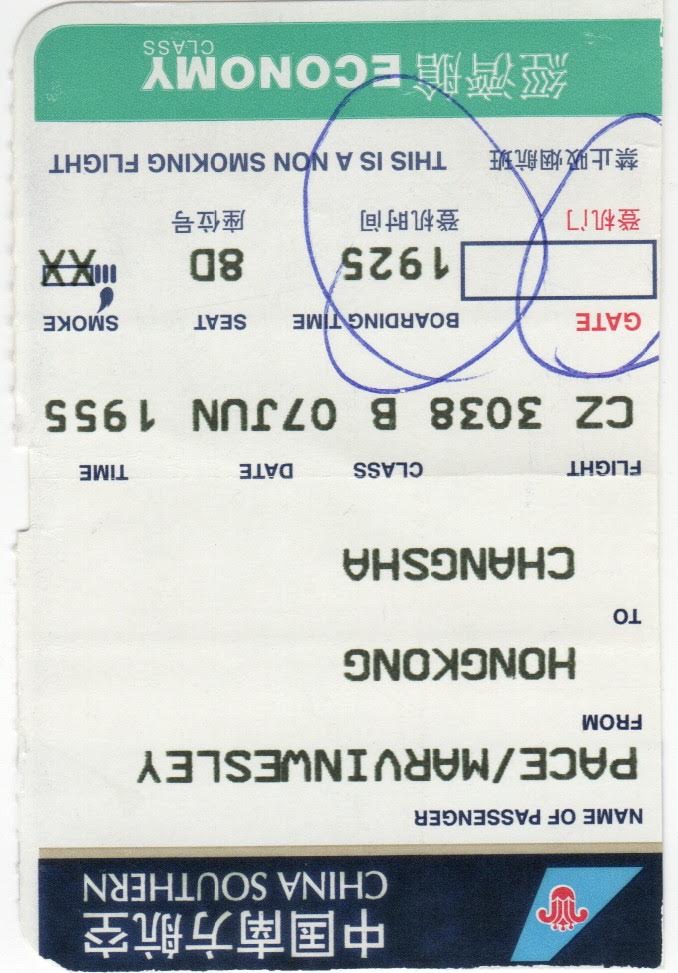 中国南方航空
CHINA SOUTHERN
NAME OF PASSENGER
PACE/MARVINWESLEY
FROM
HONGKONG
TO
CHANGSHA
FLIGHT CLASS DATE TIME
CZ 3038 B 07JUN 1955
GATE BOARDING TIME SEAT SMOKE
1925 8D XX
登机门 登机时间 座位号
禁止吸烟航班 THIS IS A NON SMOKING FLIGHT
經濟艙 ECONOMY
CLASS